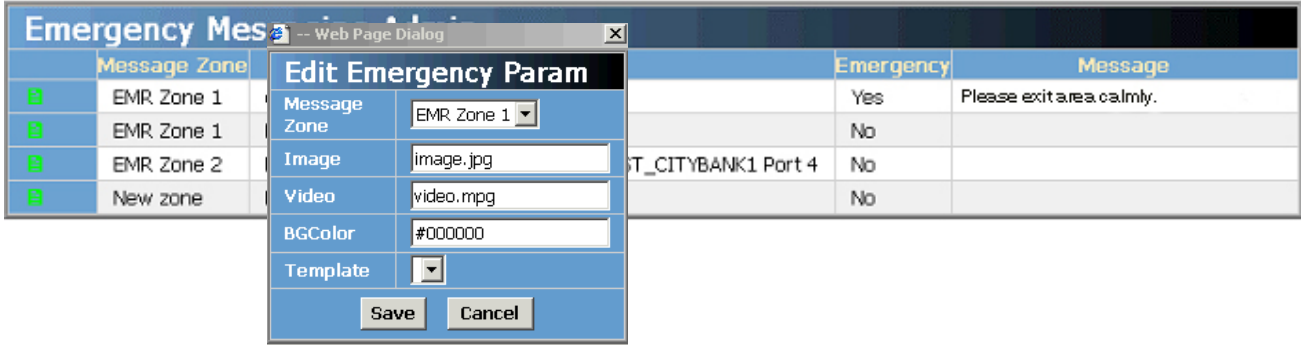 Emergency Mes
-- Web Page Dialog
Message Zone Emergency Message
Edit Emergency Param
EMR Zone 1 Yes Please exit area calmly.
Message
Zone EMR Zone 1
EMR Zone 1 No
Image image.jpg
EMR Zone 2 ST_CITYBANK1 Port 4 No
Video video.mpg
New zone No
BGColor #000000
Template
Save Cancel